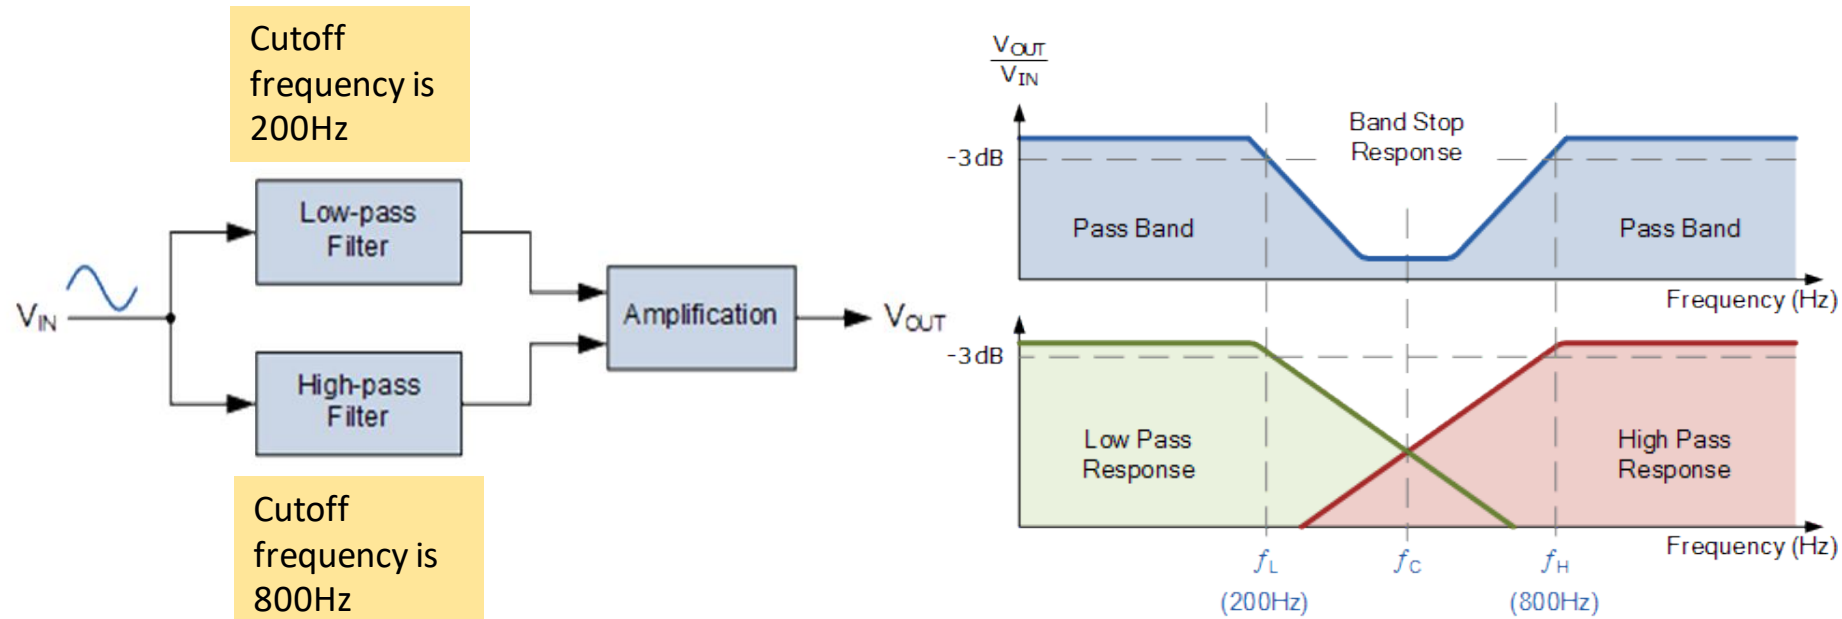 Cutoff
frequency is
200Hz
Low-pass
Filter
VIN
Amplification
VOUT
High-pass
Filter
Cutoff
frequency is
800Hz
VOUT
VIN
Band Stop
Response
-3dB
Pass Band
Pass Band
Frequency (Hz)
-3dB
Low Pass
Response
High Pass
Response
Frequency (Hz)
fL
fC
fH
(200Hz)
(800Hz)